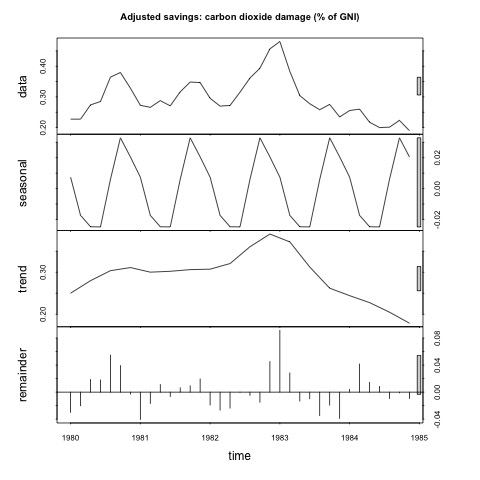 Adjusted savings: carbon dioxide damage (% of GNI)
data
0.20 0.30 0.40
seasonal
-0.02 0.00 0.02
trend
0.20 0.30
remainder
-0.04 0.00 0.04 0.08
1980 1981 1982 1983 1984 1985
time